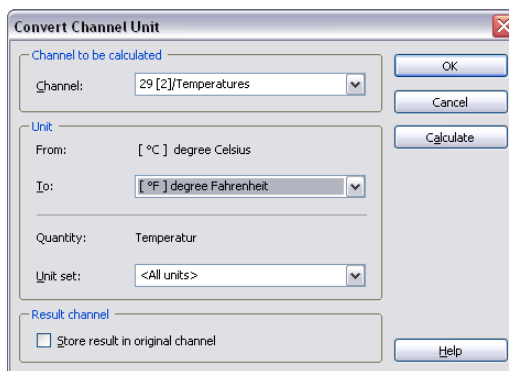 Convert Channel Unit
Channel to be calculated
Channel: 29 [2]/Temperatures
Unit
From: [ °C ] degree Celsius
To: [ °F ] degree Fahrenheit
Quantity: Temperatur
Unit set: <All units>
Result channel
Store result in original channel
OK
Cancel
Calculate
Help